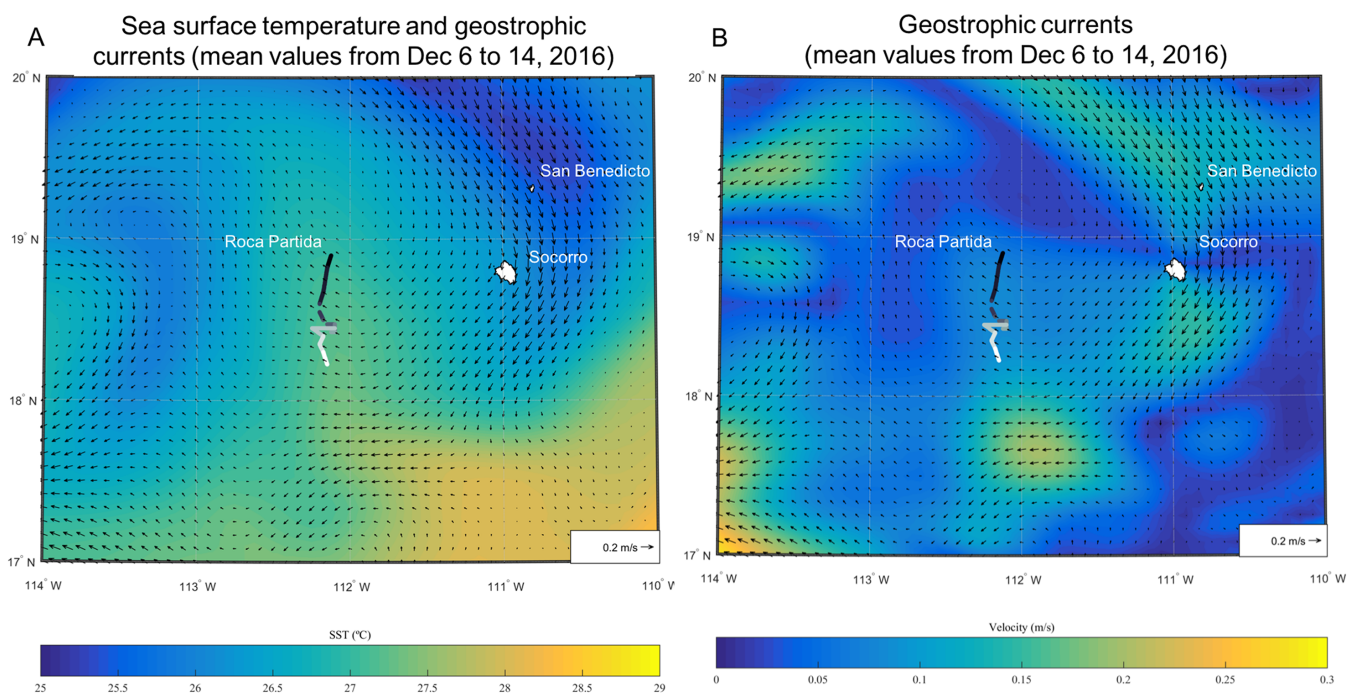 A
Sea surface temperature and geostrophic
currents (mean values from Dec 6 to 14, 2016)
20° N
19° N
18° N
17° N
San Benedicto
Roca Partida
Socorro
0.2 m/s
114° W
113° W
112° W
111° W
110° W
SST (ºC)
25
25.5
26
26.5
27
27.5
28
28.5
29
B
Geostrophic currents
(mean values from Dec 6 to 14, 2016)
20° N
19° N
18° N
17° N
San Benedicto
Roca Partida
Socorro
0.2 m/s
114° W
113° W
112° W
111° W
110° W
Velocity (m/s)
0
0.05
0.1
0.15
0.2
0.25
0.3